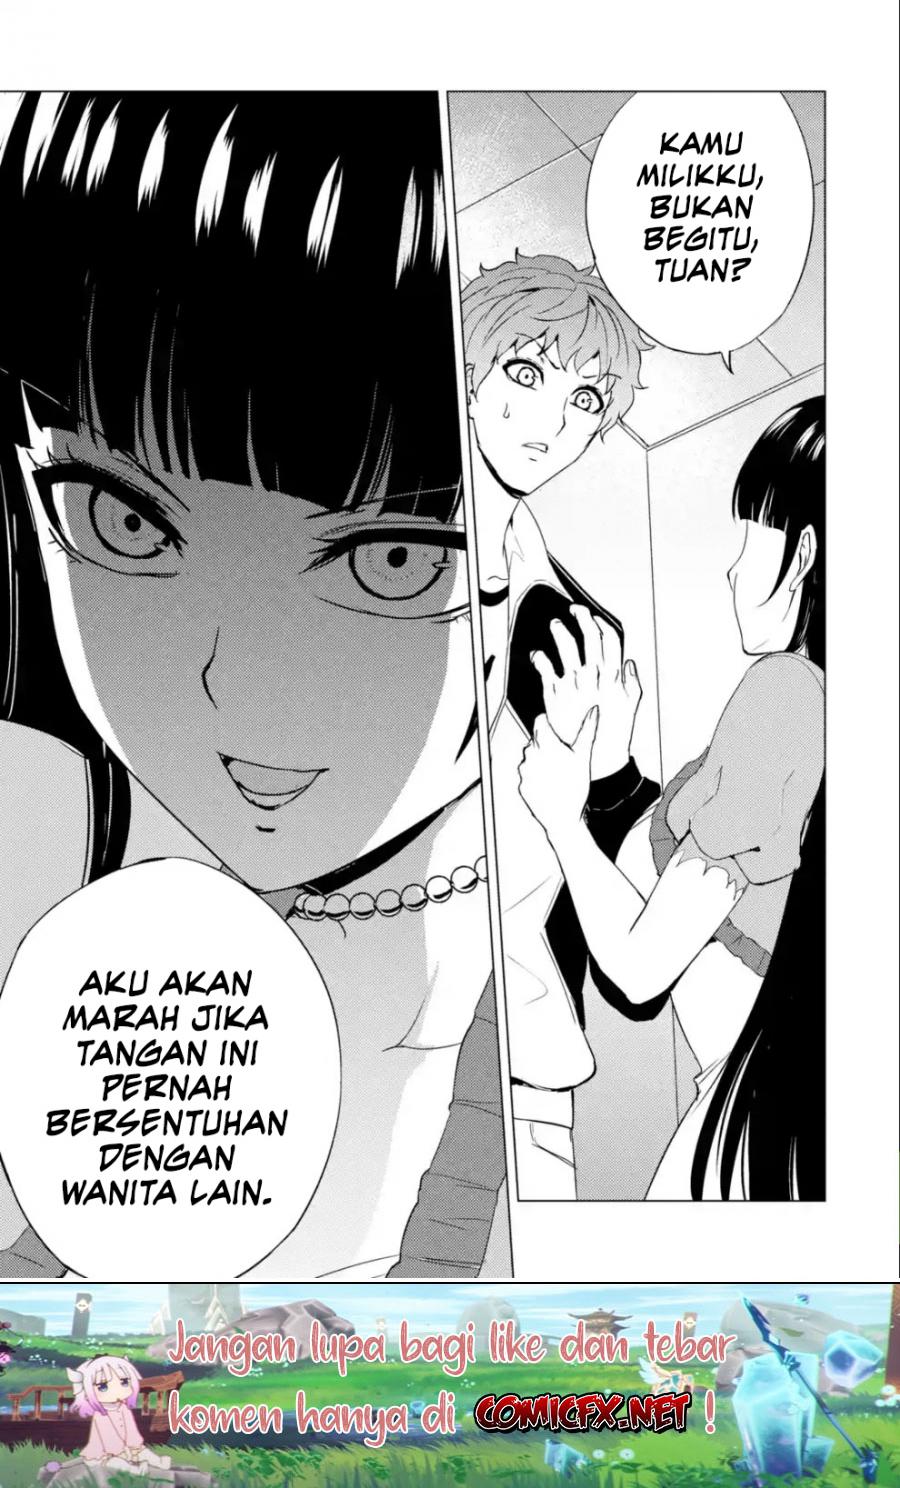 KAMU
MILIKKU,
BUKAN
BEGITU,
TUAN?
AKU AKAN
MARAH JIKA
TANGAN INI
PERNAH
BERSENTUHAN
DENGAN
WANITA LAIN.
Jangan lupa bagi like dan tebar
komen hanya di COMICFX.NET !